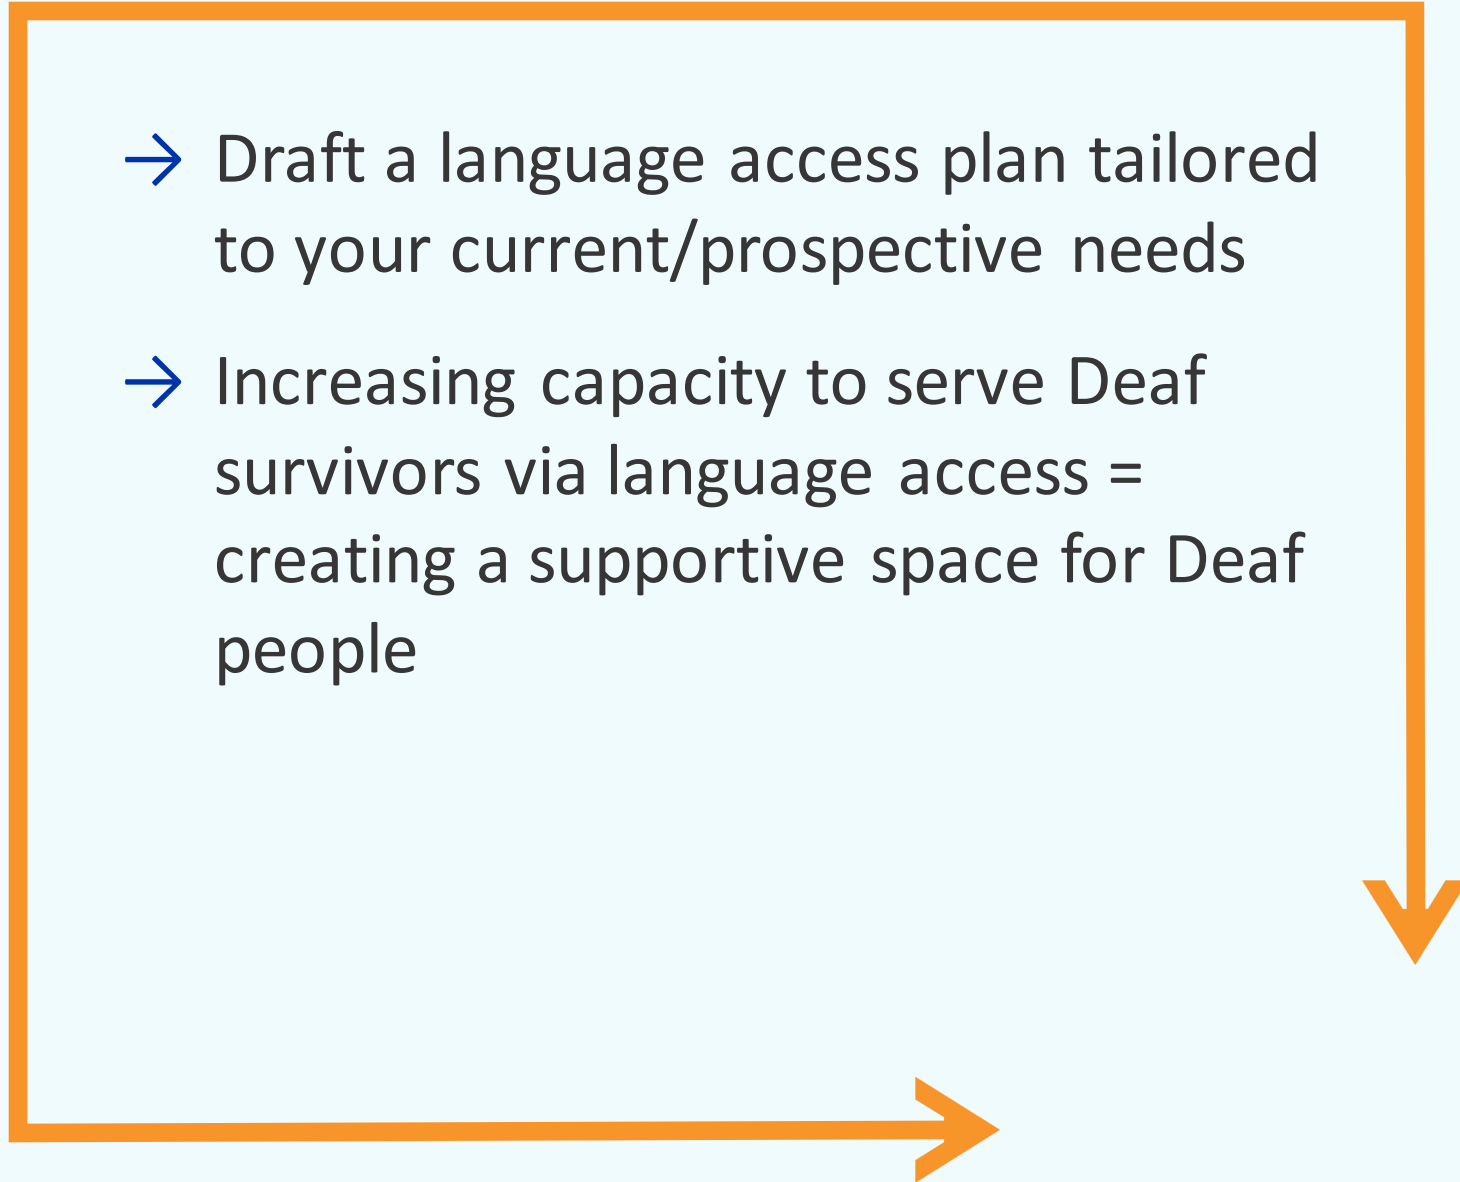 → Draft a language access plan tailored
to your current/prospective needs
→ Increasing capacity to serve Deaf
survivors via language access =
creating a supportive space for Deaf
people